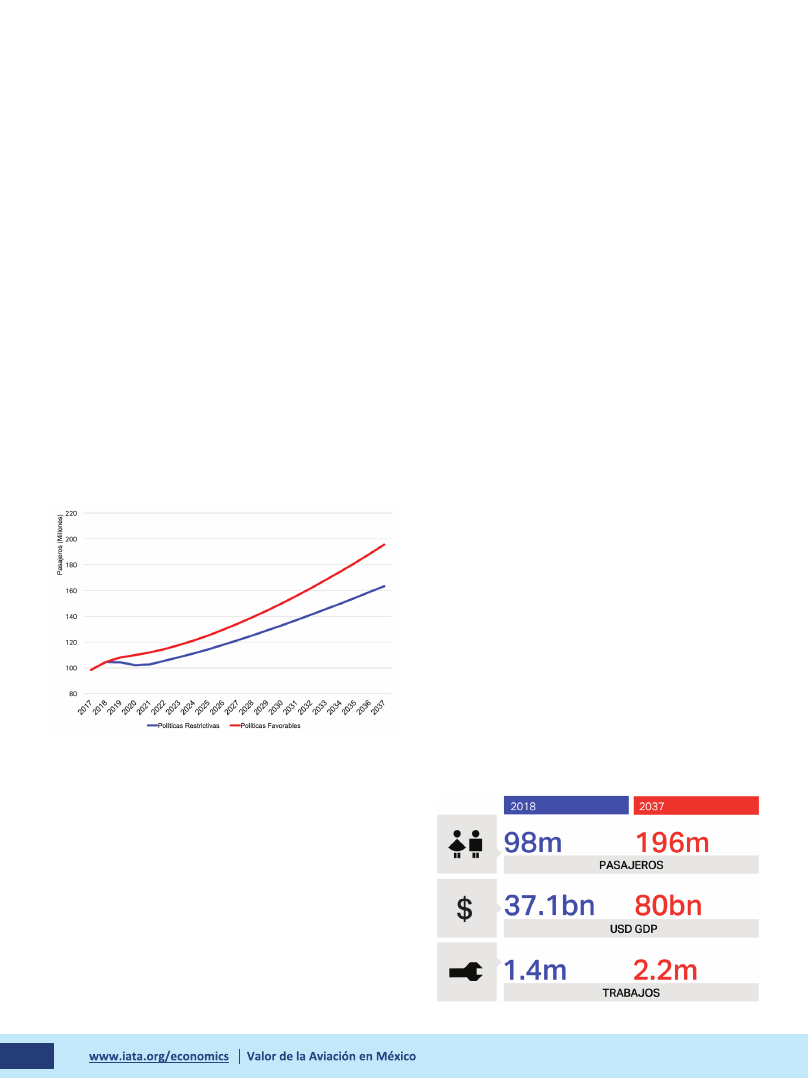 Pasajeros (Millones)
220
200
180
160
140
120
100
80
2017 2018 2019 2020 2021 2022 2023 2024 2025 2026 2027 2028 2029 2030 2031 2032 2033 2034 2035 2036 2037
Políticas Restrictivas Políticas Favorables
2018 2037
98m 196m
PASAJEROS
$ 37.1bn 80bn
USD GDP
1.4m 2.2m
TRABAJOS
www.iata.org/economics | Valor de la Aviación en México